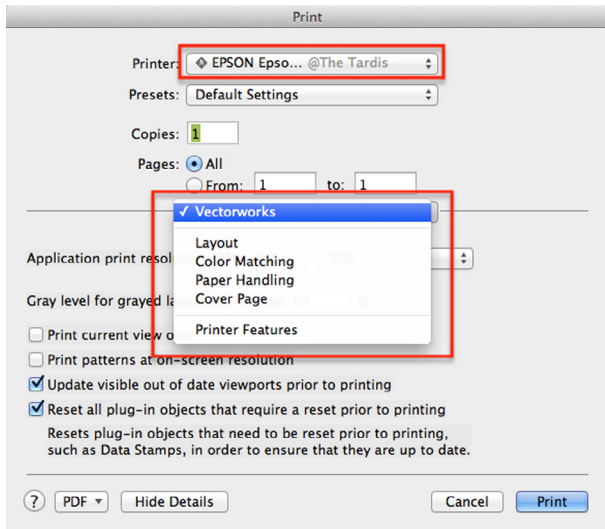 Print
Printer: EPSON Epso... @The Tardis
Presets: Default Settings
Copies: 1
Pages: All
From: 1 to: 1
✓ Vectorworks
Layout
Color Matching
Paper Handling
Cover Page
Printer Features
Application print resol
Gray level for grayed la
Print current view on
Print patterns at on-screen resolution
Update visible out of date viewports prior to printing
Reset all plug-in objects that require a reset prior to printing
Resets plug-in objects that need to be reset prior to printing,
such as Data Stamps, in order to ensure that they are up to date.
? PDF Hide Details Cancel Print